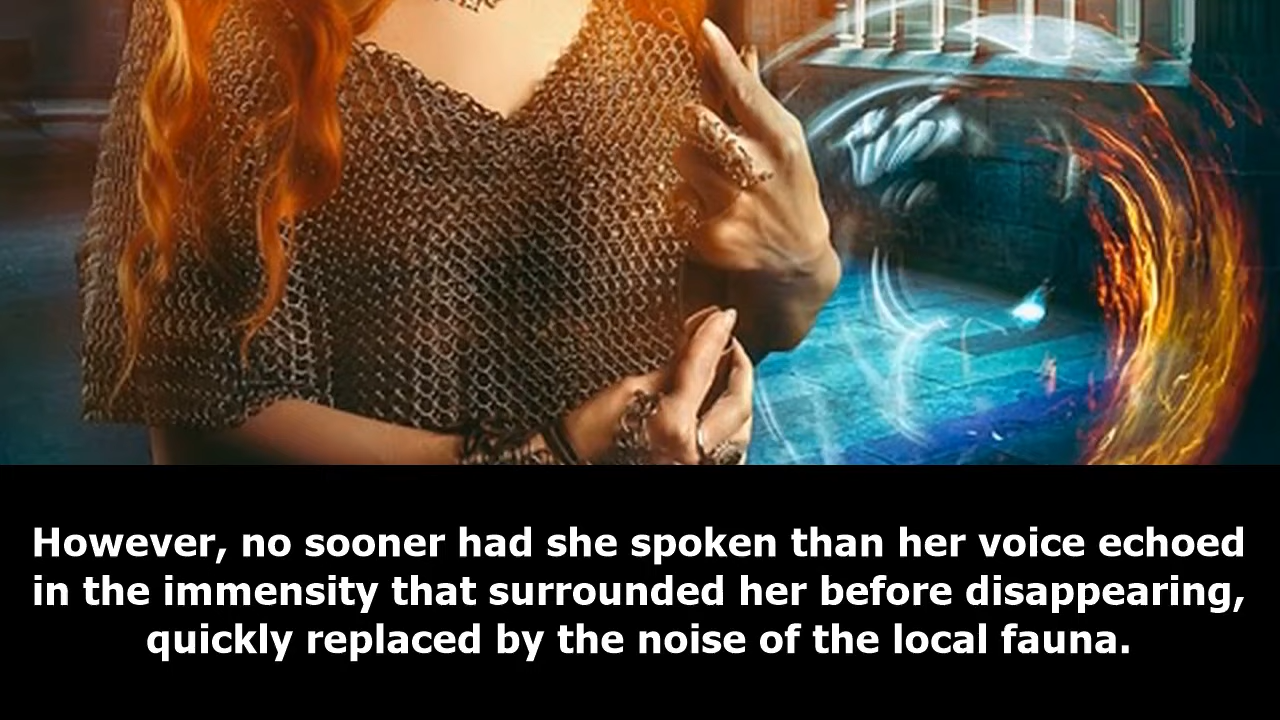 However, no sooner had she spoken than her voice echoed
in the immensity that surrounded her before disappearing,
quickly replaced by the noise of the local fauna.